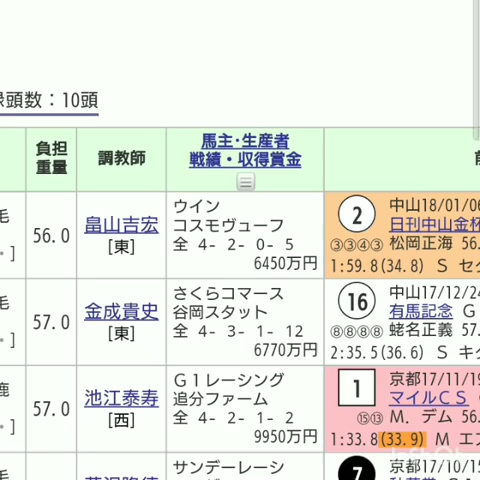 録頭数：10頭
負担
重量
調教師
馬主･生産者
戦績・収得賞金
前
毛
] 56.0
畠山吉宏
[東]
ウイン
コスモヴューフ
全 4- 2- 0- 5
6450万円
2
③③④③
中山18/01/06
日刊中山金杯
松岡正海 56.
1:59.8(34.8) S セダ
毛
] 57.0
金成貴史
[東]
さくらコマース
谷岡スタット
全 4- 3- 1- 12
6770万円
16
⑧⑧⑧⑧
中山17/12/24
有馬記念 G
蛯名正義 57.
2:35.5(36.6) S キタ
鹿
] 57.0
池江泰寿
[西]
G1レーシング
追分ファーム
全 4- 2- 1- 2
9950万円
1
⑮⑬
京都17/11/19
マイルCS
M．デム 56.
1:33.8(33.9) M エア
毛
サンデーレーシ
7
京都17/10/15